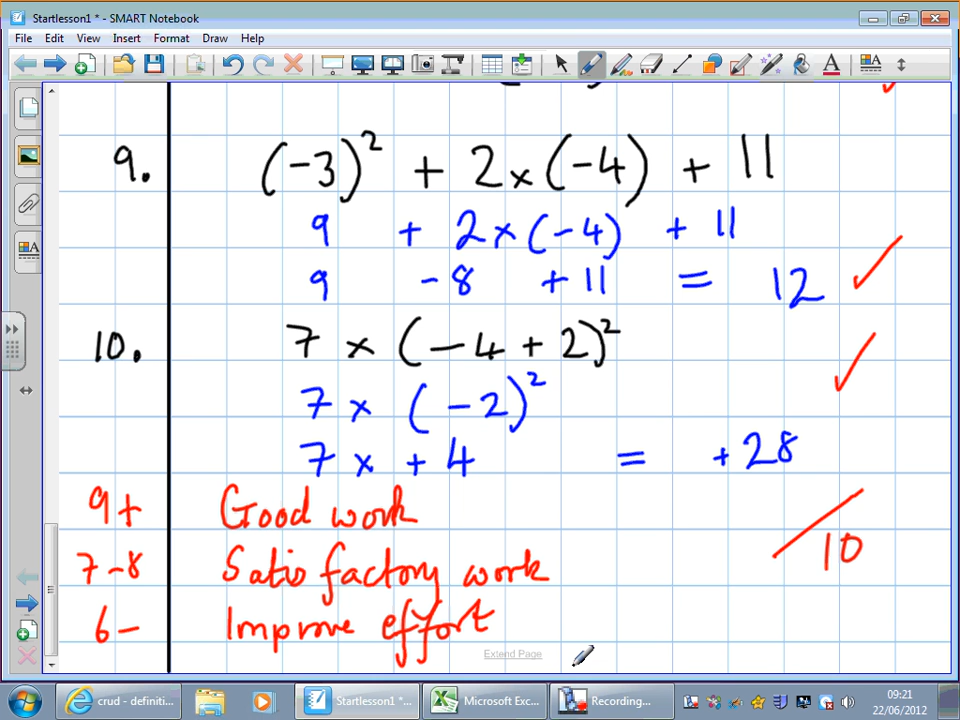 Startlesson1 * - SMART Notebook
File Edit View Insert Format Draw Help
9. (-3)² + 2 × (-4) + 11
9 + 2 × (-4) + 11
9 - 8 + 11 = 12 ✓
10. 7 × (-4 + 2)² ✓
7 × (-2)²
7 × +4 = +28
9+ Good work
7-8 Satisfactory work
/10
6- Improve effort
Extend Page
crud - definiti... Startlesson1 *... Microsoft Exc... Recording...
09:21
22/06/2012